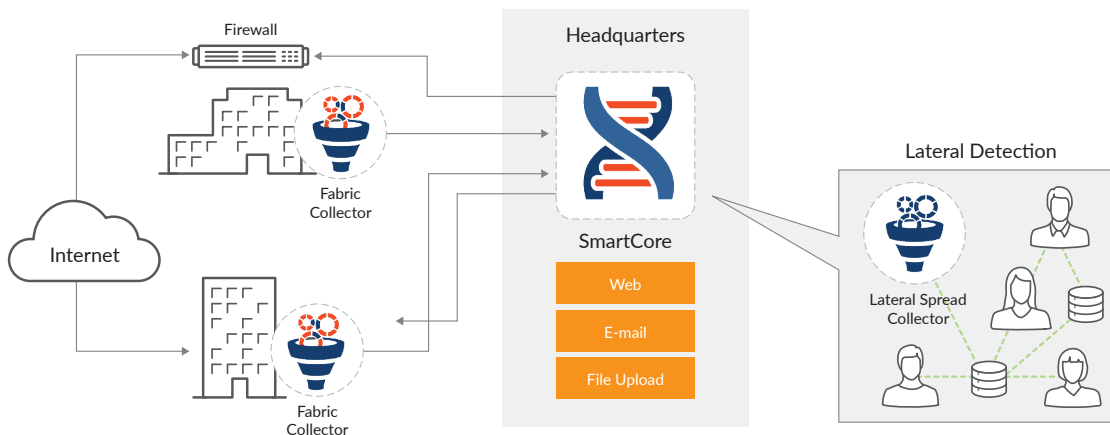 Firewall
Headquarters
Fabric
Collector
Internet
Lateral Detection
SmartCore
Web
E-mail
File Upload
Lateral Spread
Collector
Fabric
Collector